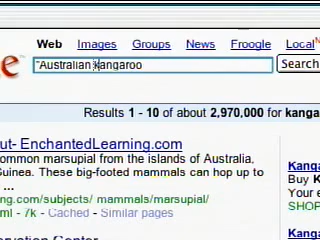 Web Images Groups News Froogle Local
"Australian kangaroo
Search
Results 1 - 10 of about 2,970,000 for kanga
ut- EnchantedLearning.com
ommon marsupial from the islands of Australia,
Guinea. These big-footed mammals can hop up to
...
ng.com/subjects/ mammals/marsupial/
ml - 7k - Cached - Similar pages
Kanga
Buy K
Your e
SHOP
Kanga
ervation Center